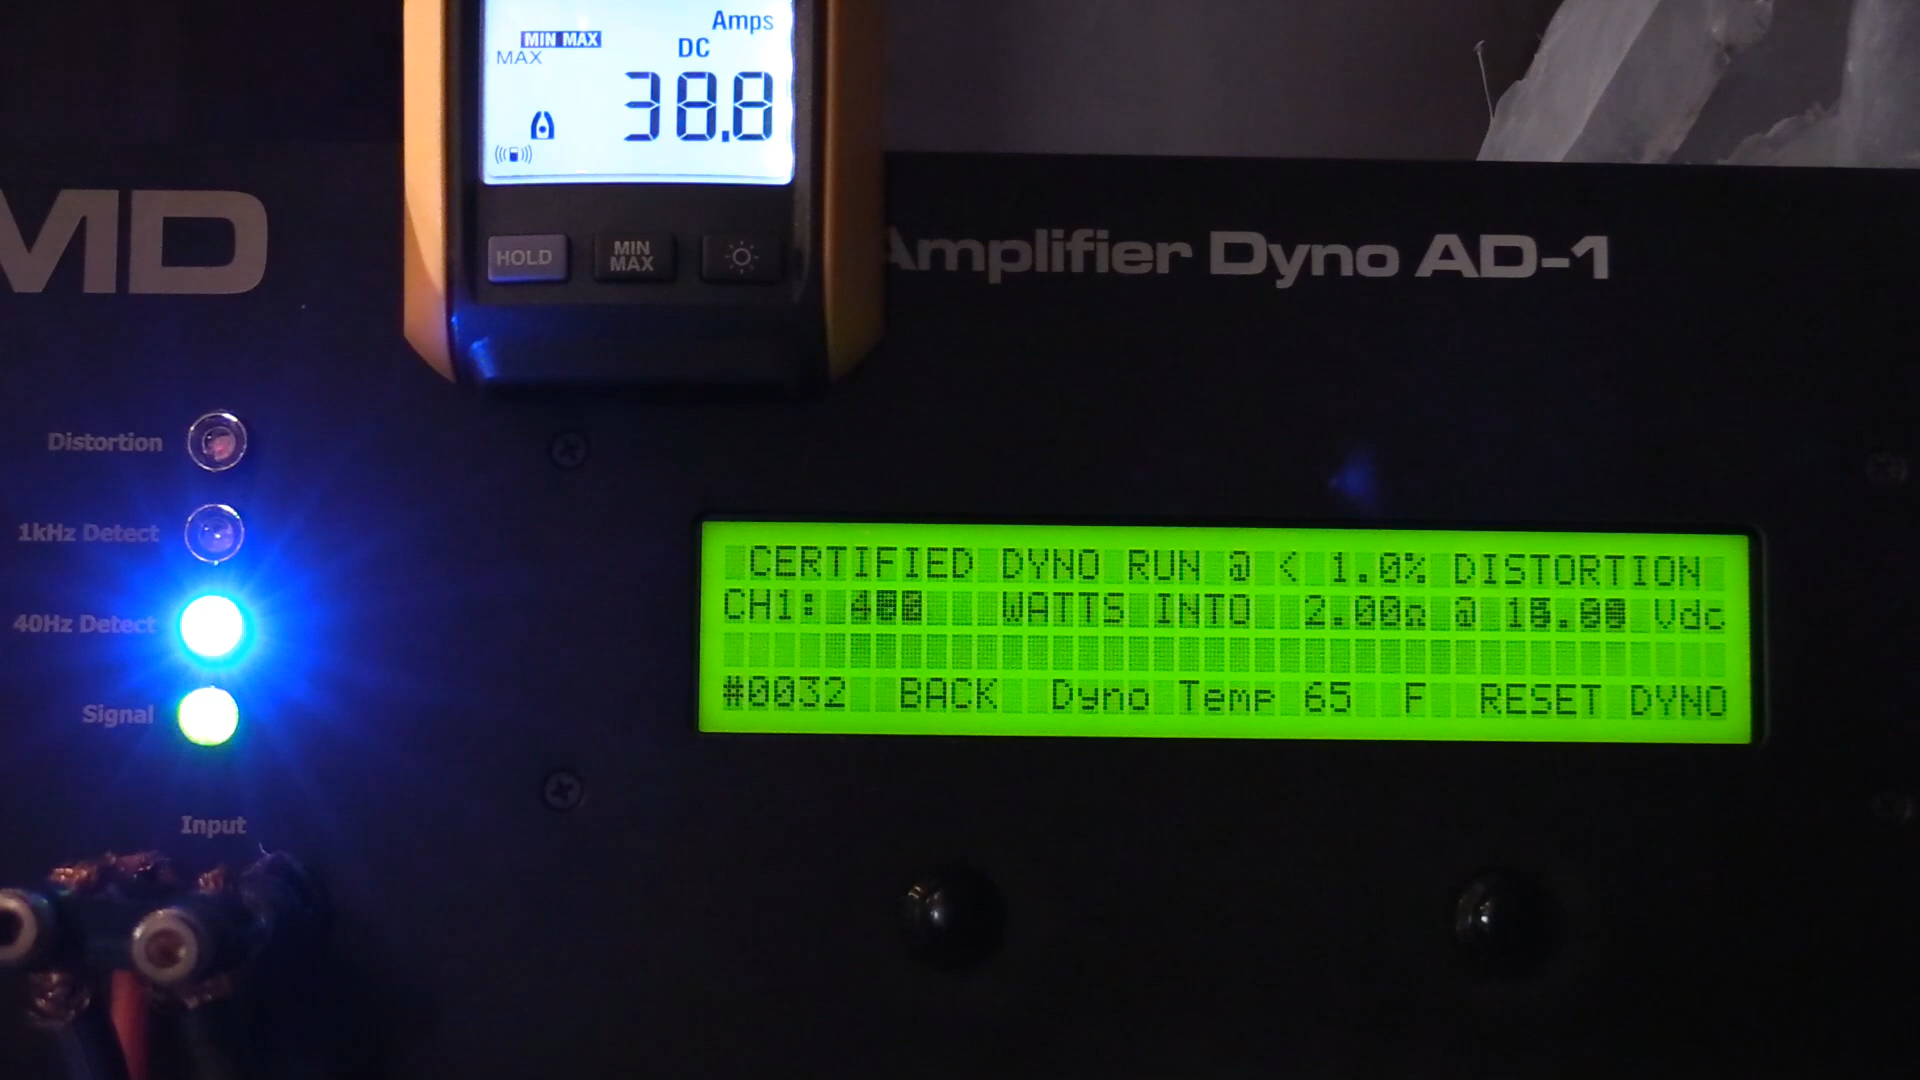 Amps
MIN MAX
DC
MAX
38.8
HOLD
MIN
MAX
MD
Amplifier Dyno AD-1
Distortion
1kHz Detect
40Hz Detect
Signal
Input
CERTIFIED DYNO RUN @ < 1.0% DISTORTION
CH1: WATTS INTO 2.00Ω @ Vdc
#0032 BACK Dyno Temp 65 F RESET DYNO